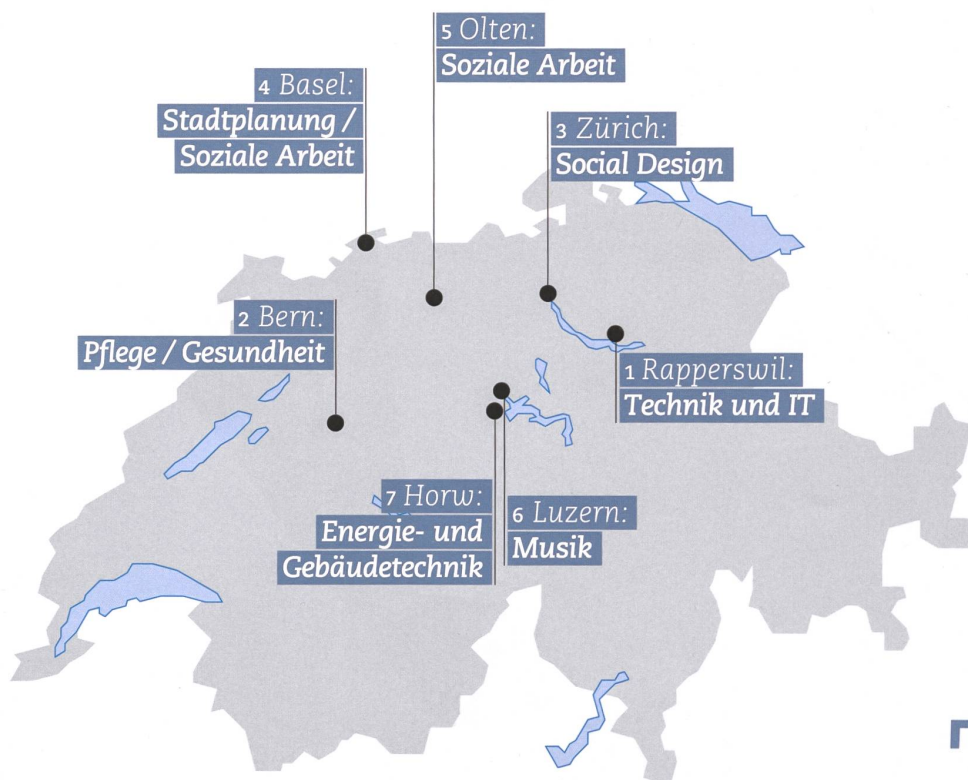 5 Olten:
Soziale Arbeit
4 Basel:
Stadtplanung /
Soziale Arbeit
3 Zürich:
Social Design
2 Bern:
Pflege / Gesundheit
1 Rapperswil:
Technik und IT
7 Horw:
Energie- und
Gebäudetechnik
6 Luzern:
Musik